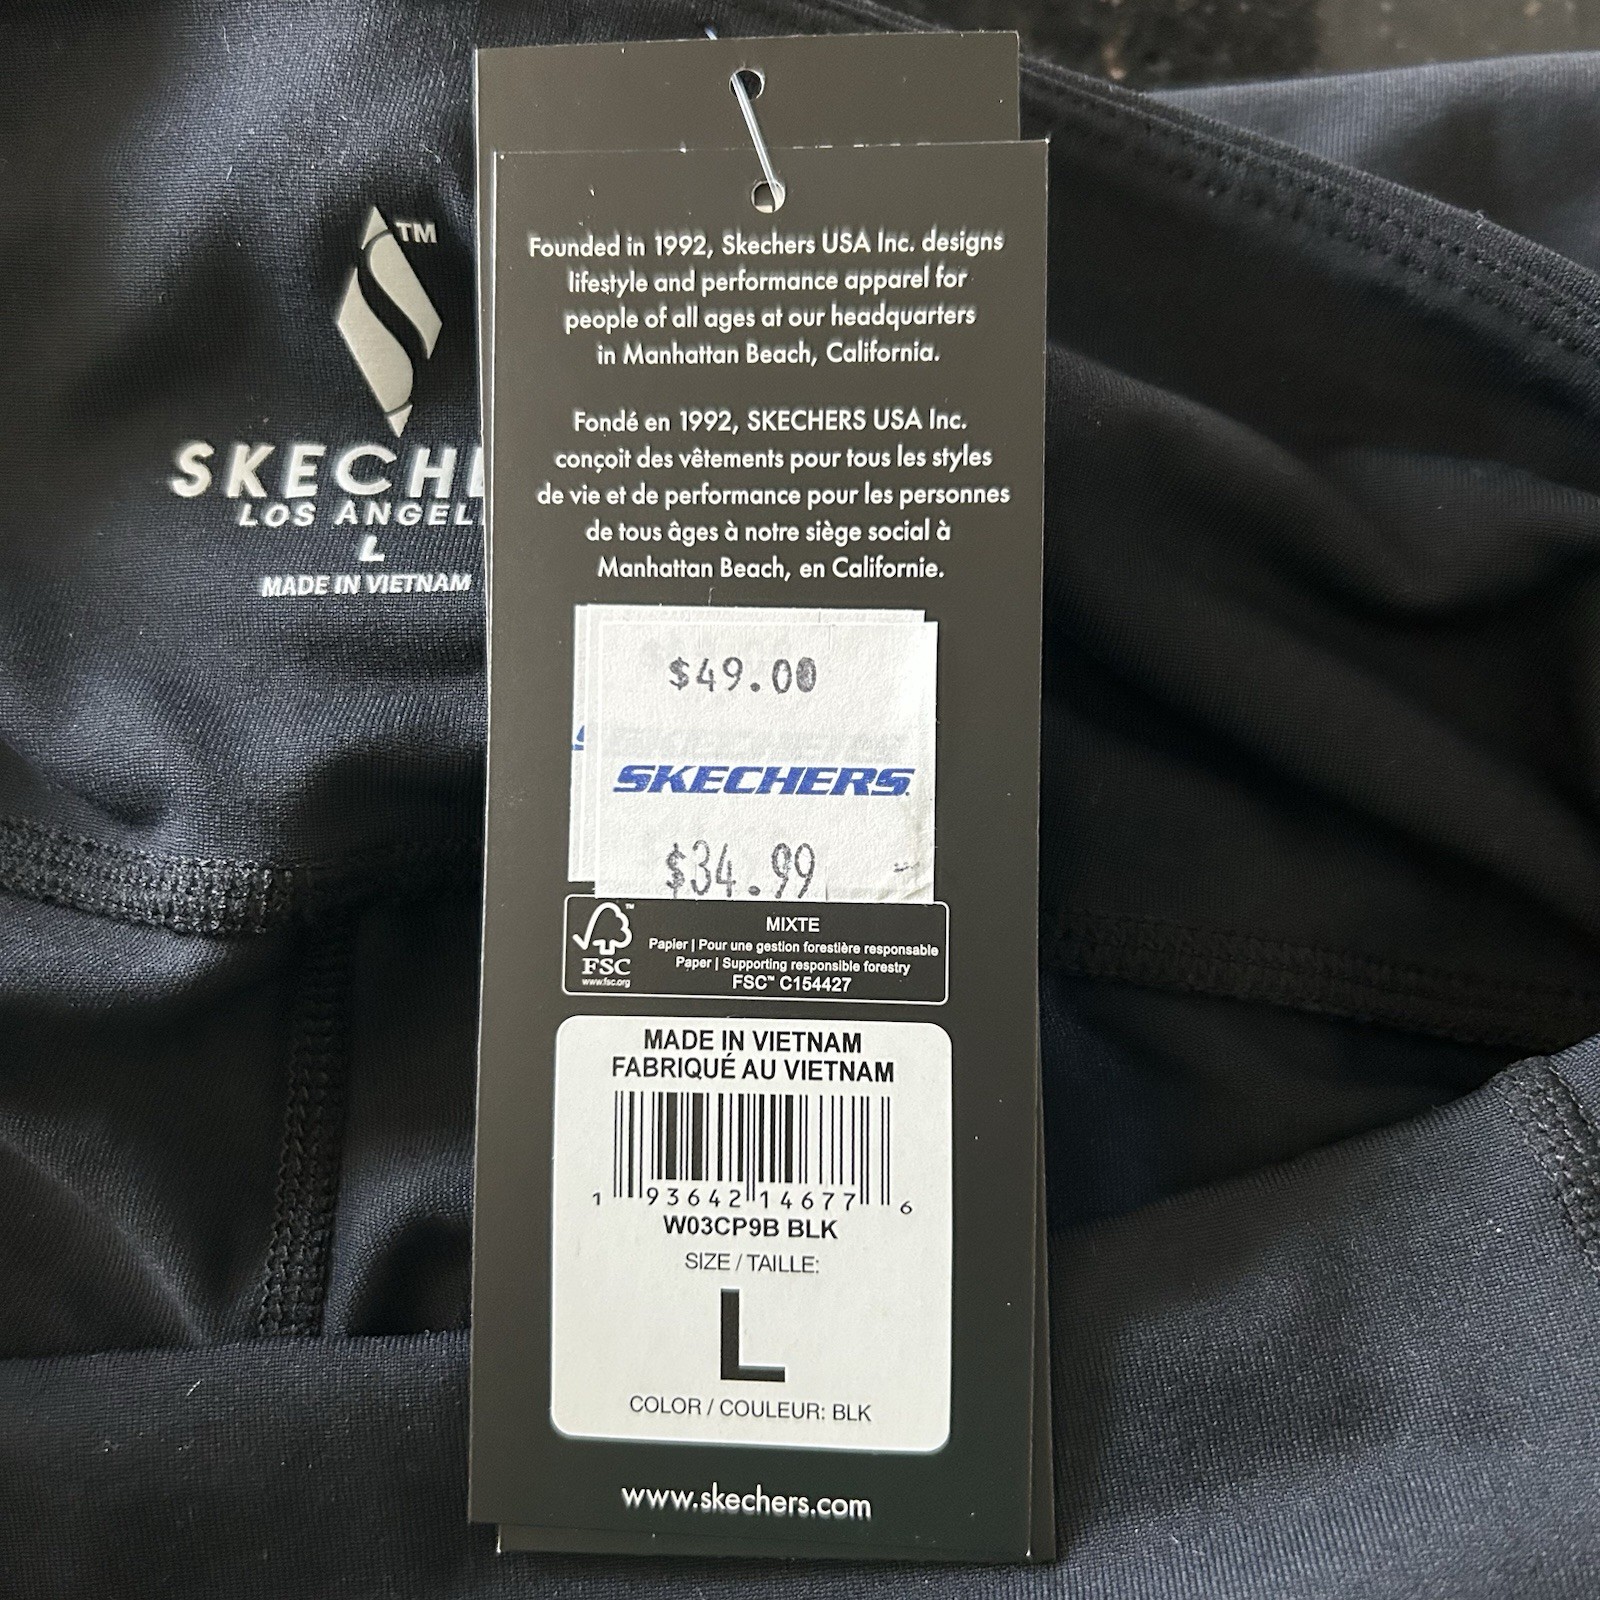 TM
SKECHE
LOS ANGEL
L
MADE IN VIETNAM
Founded in 1992, Skechers USA Inc. designs
lifestyle and performance apparel for
people of all ages at our headquarters
in Manhattan Beach, California.
Fondé en 1992, SKECHERS USA Inc.
conçoit des vêtements pour tous les styles
de vie et de performance pour les personnes
de tous âges à notre siège social à
Manhattan Beach, en Californie.
$49.00
SKECHERS
$34.99
FSC
www.fsc.org
MIXTE
Papier | Pour une gestion forestière responsable
Paper | Supporting responsible forestry
FSC™ C154427
MADE IN VIETNAM
FABRIQUÉ AU VIETNAM
1 93642 14677 6
W03CP9B BLK
SIZE / TAILLE:
L
COLOR / COULEUR: BLK
www.skechers.com